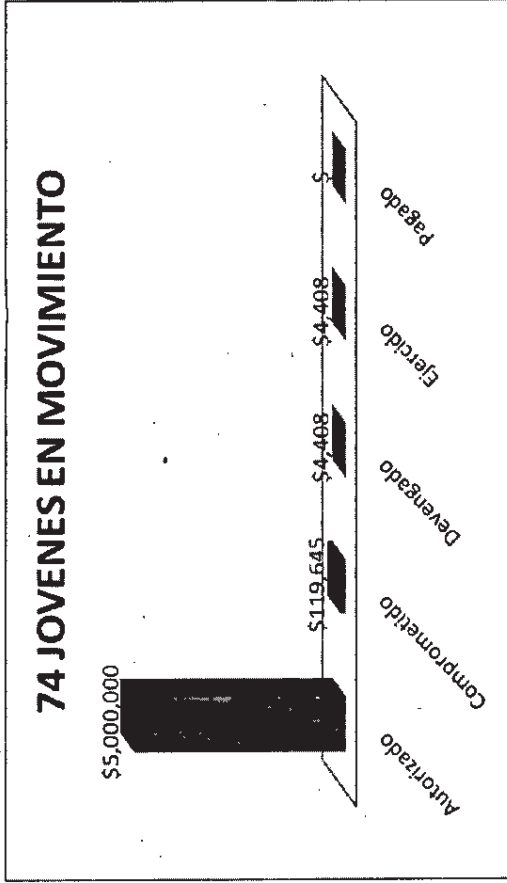 74 JOVENES EN MOVIMIENTO
$5,000,000
$119,645
$4,408
$4,408
$
Autorizado
Comprometido
Devengado
Ejercido
Pagado